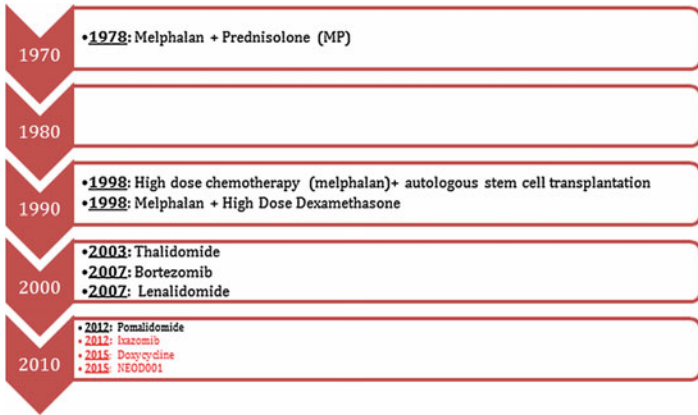 1970
•1978: Melphalan + Prednisolone (MP)
1980
1990
•1998: High dose chemotherapy (melphalan)+ autologous stem cell transplantation
•1998: Melphalan + High Dose Dexamethasone
2000
•2003: Thalidomide
•2007: Bortezomib
•2007: Lenalidomide
2010
•2012: Pomalidomide
•2012: Ixazomib
•2015: Doxycycline
•2015: NEOD001